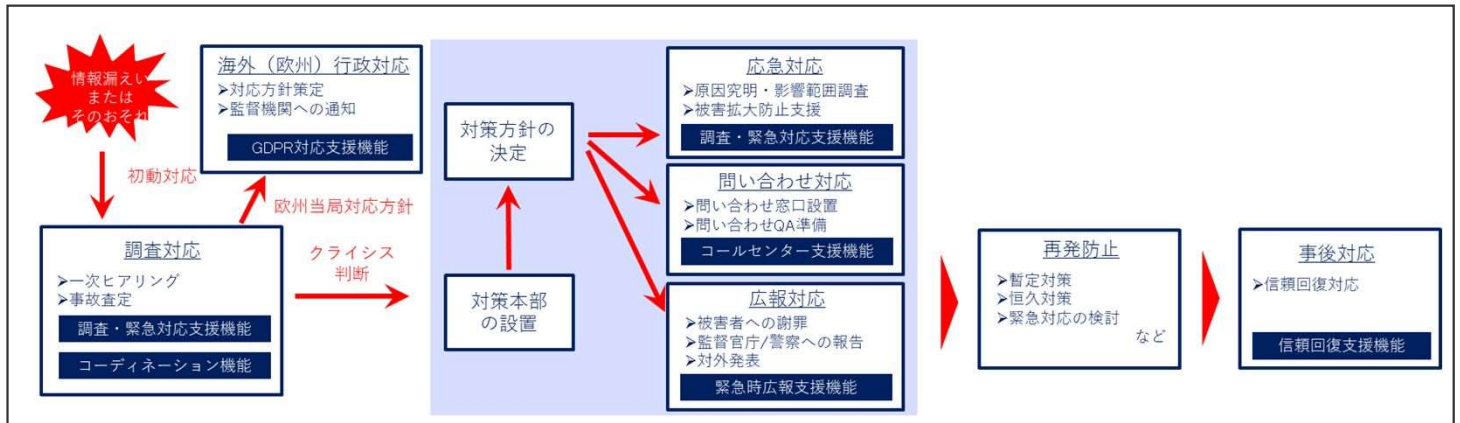 情報漏えい
または
そのおそれ
初動対応
調査対応
➢一次ヒアリング
➢事故査定
調査・緊急対応支援機能
コーディネーション機能
海外（欧州）行政対応
➢対応方針策定
➢監督機関への通知
GDPR対応支援機能
欧州当局対応方針
クライシス
判断
対策本部
の設置
対策方針の
決定
応急対応
➢原因究明・影響範囲調査
➢被害拡大防止支援
調査・緊急対応支援機能
問い合わせ対応
➢問い合わせ窓口設置
➢問い合わせQA準備
コールセンター支援機能
広報対応
➢被害者への謝罪
➢監督官庁/警察への報告
➢対外発表
緊急時広報支援機能
再発防止
➢暫定対策
➢恒久対策
➢緊急対応の検討
など
事後対応
➢信頼回復対応
信頼回復支援機能